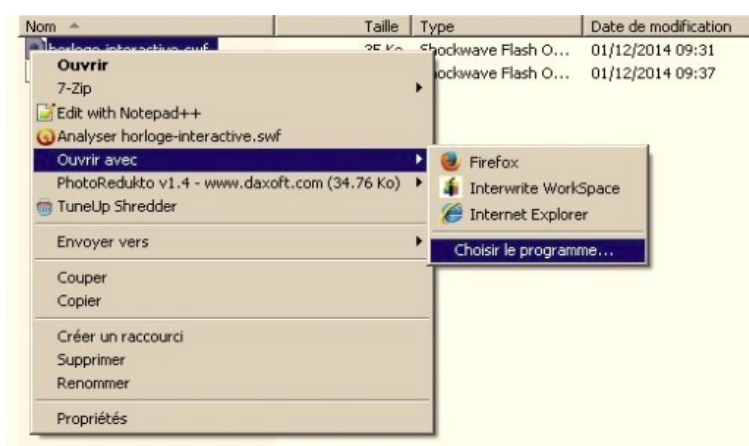 Nom Taille Type Date de modification
horloge-interactive.swf 35 Ko Shockwave Flash O... 01/12/2014 09:31
Ouvrir
ockwave Flash O... 01/12/2014 09:37
7-Zip
Edit with Notepad++
Analyser horloge-interactive.swf
Ouvrir avec
Firefox
PhotoRedukto v1.4 - www.daxoft.com (34.76 Ko)
Interwrite WorkSpace
TuneUp Shredder
Internet Explorer
Envoyer vers
Choisir le programme...
Couper
Copier
Créer un raccourci
Supprimer
Renommer
Propriétés